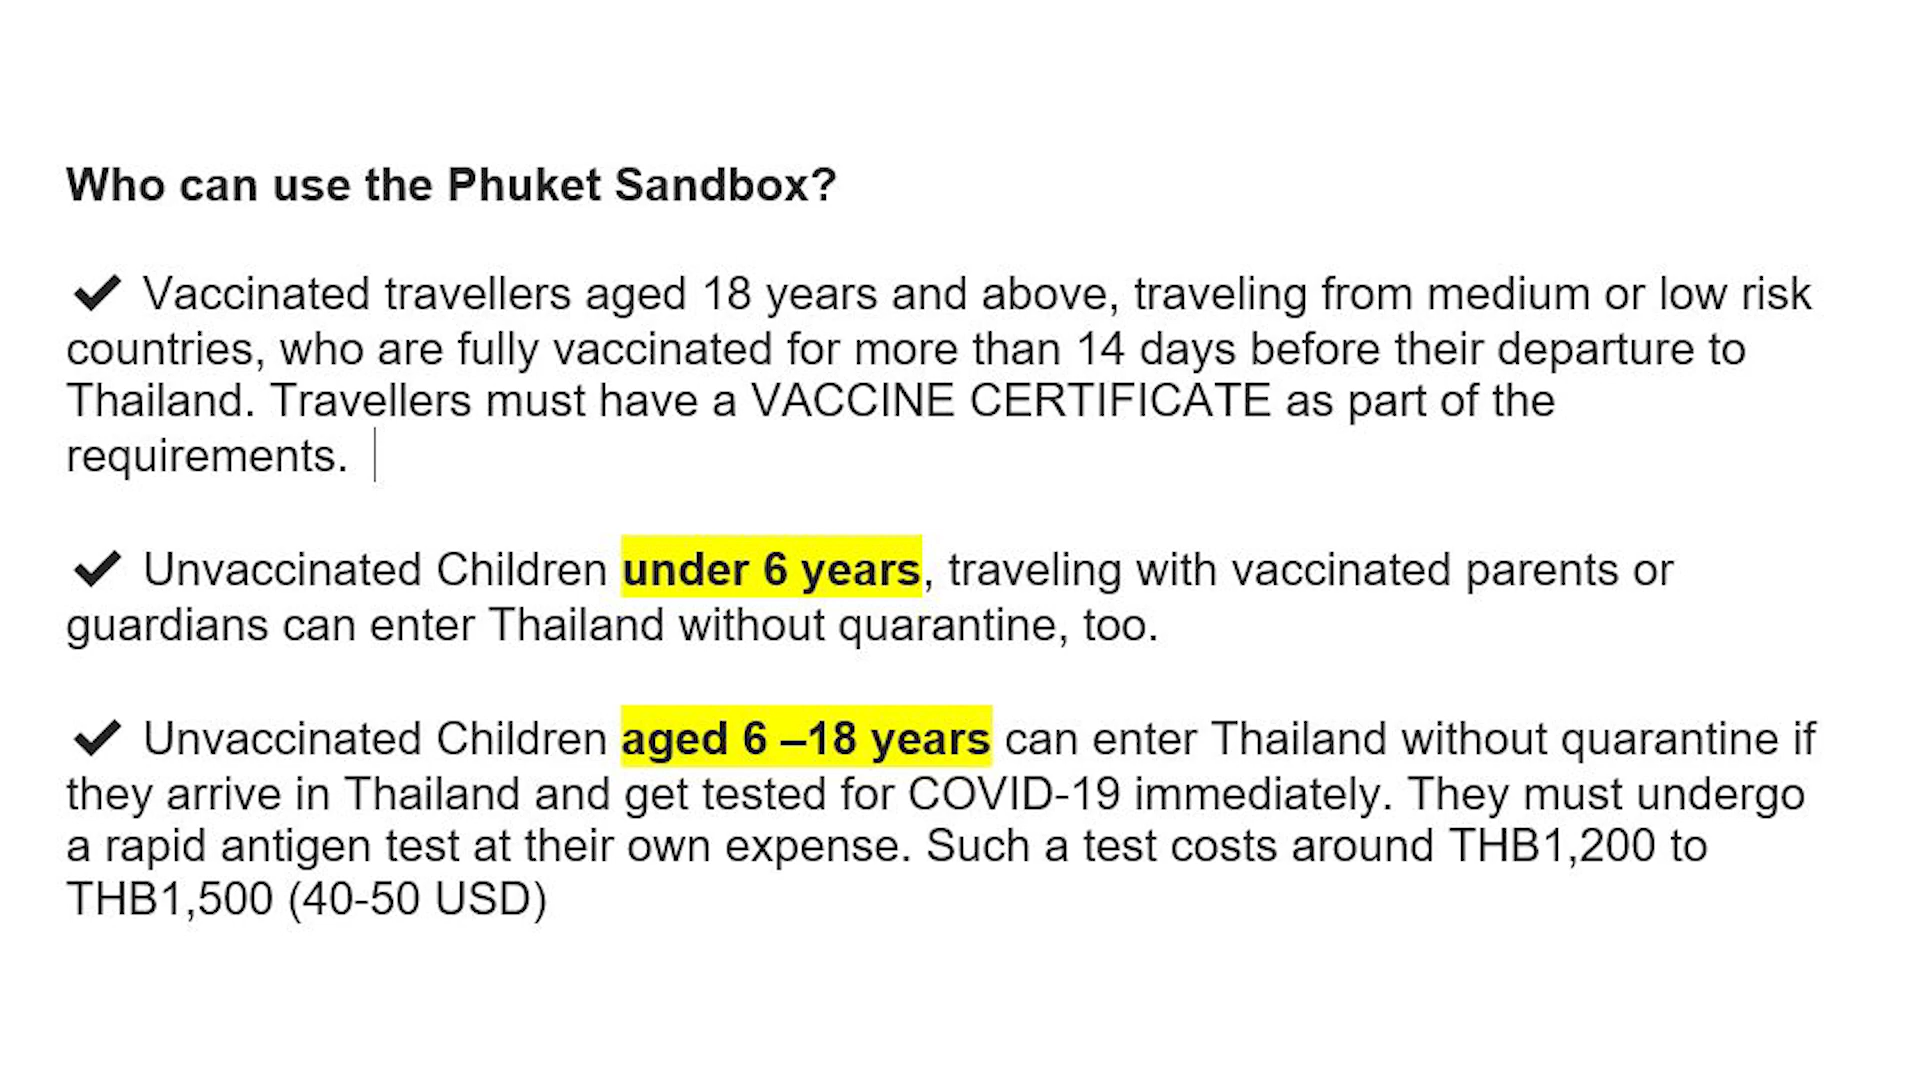 Who can use the Phuket Sandbox?
✔ Vaccinated travellers aged 18 years and above, traveling from medium or low risk
countries, who are fully vaccinated for more than 14 days before their departure to
Thailand. Travellers must have a VACCINE CERTIFICATE as part of the
requirements.
✔ Unvaccinated Children under 6 years, traveling with vaccinated parents or
guardians can enter Thailand without quarantine, too.
✔ Unvaccinated Children aged 6 –18 years can enter Thailand without quarantine if
they arrive in Thailand and get tested for COVID-19 immediately. They must undergo
a rapid antigen test at their own expense. Such a test costs around THB1,200 to
THB1,500 (40-50 USD)